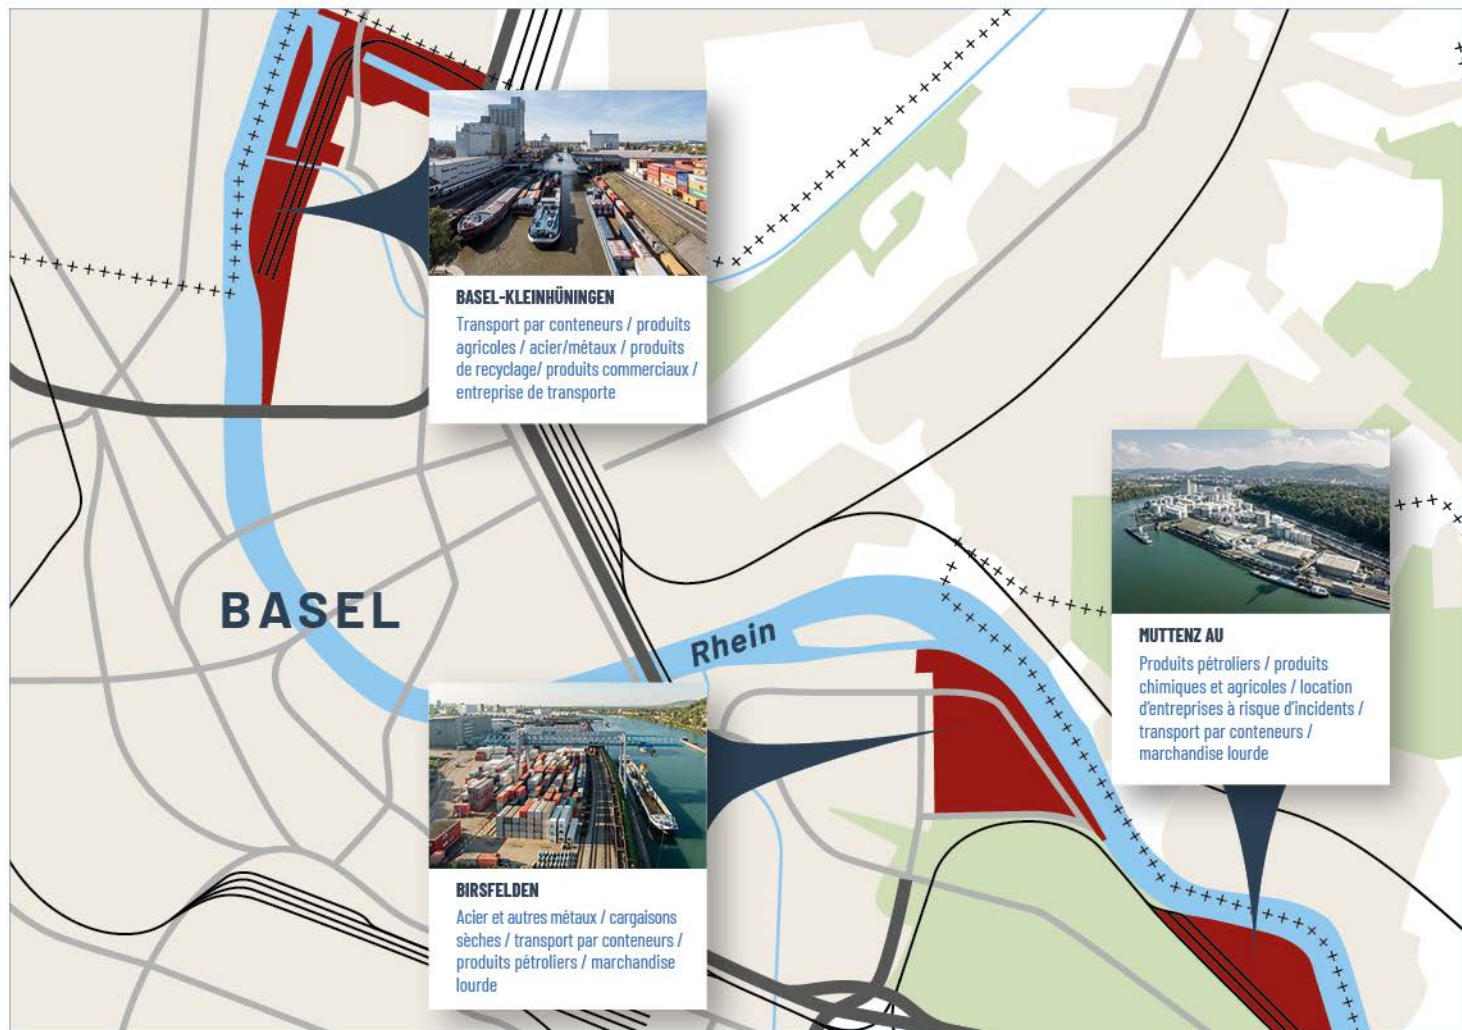 BASEL-KLEINHÜNINGEN
Transport par conteneurs / produits
agricoles / acier/métaux / produits
de recyclage/ produits commerciaux /
entreprise de transporte
BASEL
Rhein
MUTTENZ AU
Produits pétroliers / produits
chimiques et agricoles / location
d'entreprises à risque d'incidents /
transport par conteneurs /
marchandise lourde
BIRSFELDEN
Acier et autres métaux / cargaisons
sèches / transport par conteneurs /
produits pétroliers / marchandise
lourde